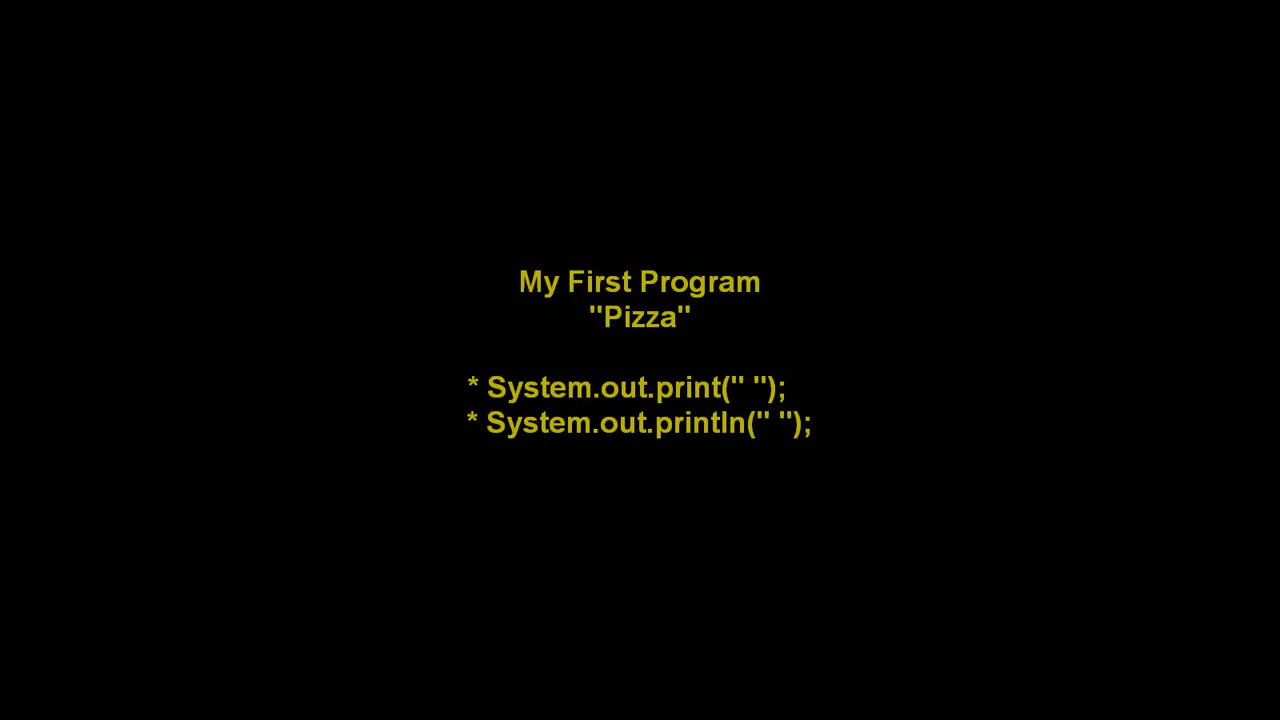 My First Program
"Pizza"
* System.out.print(" ");
* System.out.println(" ");